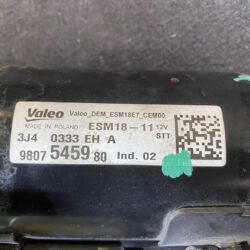 Valeo Valeo_DEM_ESM18E7_CEM00
MADE IN POLAND ESM18-11 12V
3J4 0333 EH A STT
9807 5459 80 Ind. 02